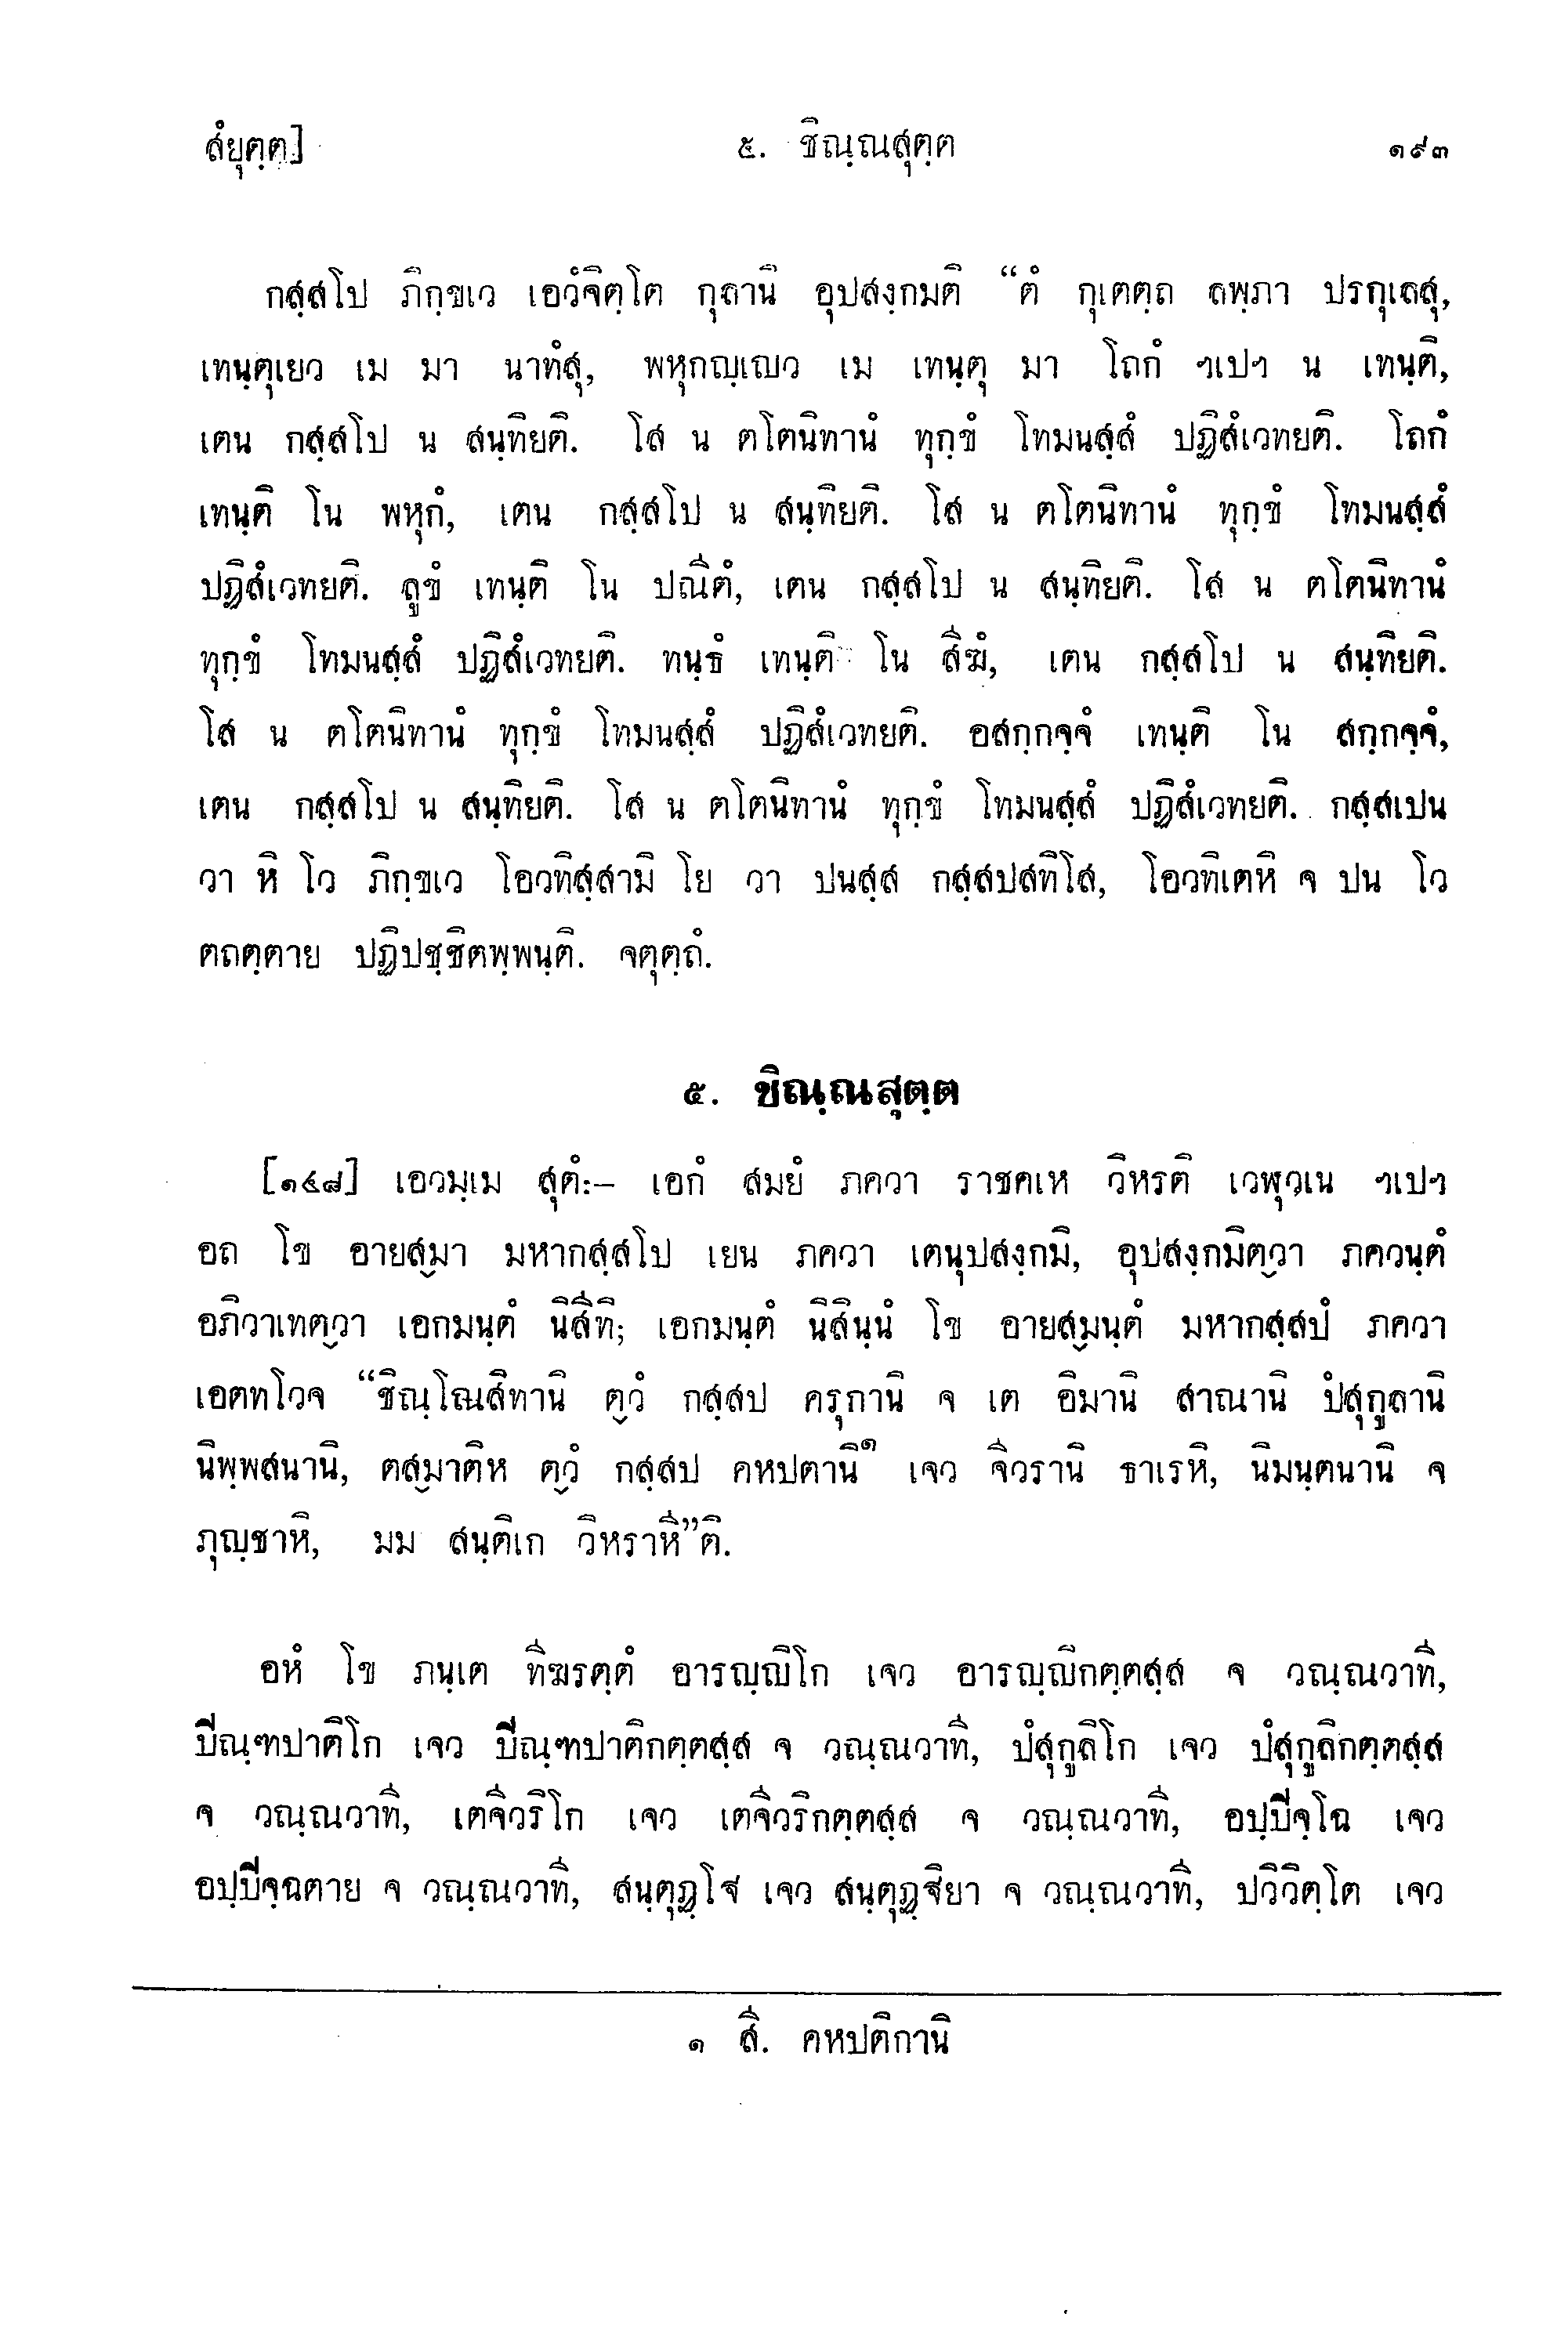 สํยุตฺต]
๕. ชิณฺณสุตฺต
๑๙๓
กสฺสโป ภิกฺขเว เอวํจิตฺโต กุลานิ อุปสงฺกมติ “ตํ กุเตตฺถ ลพฺภา ปรกุเลสุ,
เทนฺตุเยว เม มา นาทํสุ, พหุกญฺเญว เม เทนฺตุ มา โถกํ ฯเปฯ น เทนฺติ,
เตน กสฺสโป น สนฺทิยติ. โส น ตโตนิทานํ ทุกฺขํ โทมนสฺสํ ปฏิสํเวทยติ. โถกํ
เทนฺติ โน พหุกํ, เตน กสฺสโป น สนฺทิยติ. โส น ตโตนิทานํ ทุกฺขํ โทมนสฺสํ
ปฏิสํเวทยติ. ลูขํ เทนฺติ โน ปณีตํ, เตน กสฺสโป น สนฺทิยติ. โส น ตโตนิทานํ
ทุกฺขํ โทมนสฺสํ ปฏิสํเวทยติ. ทนฺธํ เทนฺติ โน สีฆํ, เตน กสฺสโป น สนฺทิยติ.
โส น ตโตนิทานํ ทุกฺขํ โทมนสฺสํ ปฏิสํเวทยติ. อสกฺกจฺจํ เทนฺติ โน สกฺกจฺจํ,
เตน กสฺสโป น สนฺทิยติ. โส น ตโตนิทานํ ทุกฺขํ โทมนสฺสํ ปฏิสํเวทยติ. กสฺสเปน
วา หิ โว ภิกฺขเว โอวทิสฺสามิ โย วา ปนสฺส กสฺสปสทิโส, โอวทิเตหิ จ ปน โว
ตถตฺตาย ปฏิปชฺชิตพฺพนฺติ. จตุตฺถํ.
๕. ชิณฺณสุตฺต
[๑๔๘] เอวมฺเม สุตํ:– เอกํ สมยํ ภควา ราชคเห วิหรติ เวฬุวเน ฯเปฯ
อถ โข อายสฺมา มหากสฺสโป เยน ภควา เตนุปสงฺกมิ, อุปสงฺกมิตฺวา ภควนฺตํ
อภิวาเทตฺวา เอกมนฺตํ นิสีทิ; เอกมนฺตํ นิสินฺนํ โข อายสฺมนฺตํ มหากสฺสปํ ภควา
เอตทโวจ “ชิณฺโณสิทานิ ตฺวํ กสฺสป ครุกานิ จ เต อิมานิ สาณานิ ปํสุกูลานิ
นิพฺพสนานิ, ตสฺมาติห ตฺวํ กสฺสป คหปตานิ๑ เจว จีวรานิ ธาเรหิ, นิมนฺตนานิ จ
ภุญฺชาหิ, มม สนฺติเก วิหราหี”ติ.
อหํ โข ภนฺเต ทีฆรตฺตํ อารญฺญิโก เจว อารญฺญิกตฺตสฺส จ วณฺณวาที,
ปิณฺฑปาติโก เจว ปิณฺฑปาติกตฺตสฺส จ วณฺณวาที, ปํสุกูลิโก เจว ปํสุกูลิกตฺตสฺส
จ วณฺณวาที, เตจีวริโก เจว เตจีวริกตฺตสฺส จ วณฺณวาที, อปฺปิจฺโฉ เจว
อปฺปิจฺฉตาย จ วณฺณวาที, สนฺตุฏฺโฐ เจว สนฺตุฏฺฐิยา จ วณฺณวาที, ปวิวิตฺโต เจว
๑ สี. คหปติกานิ